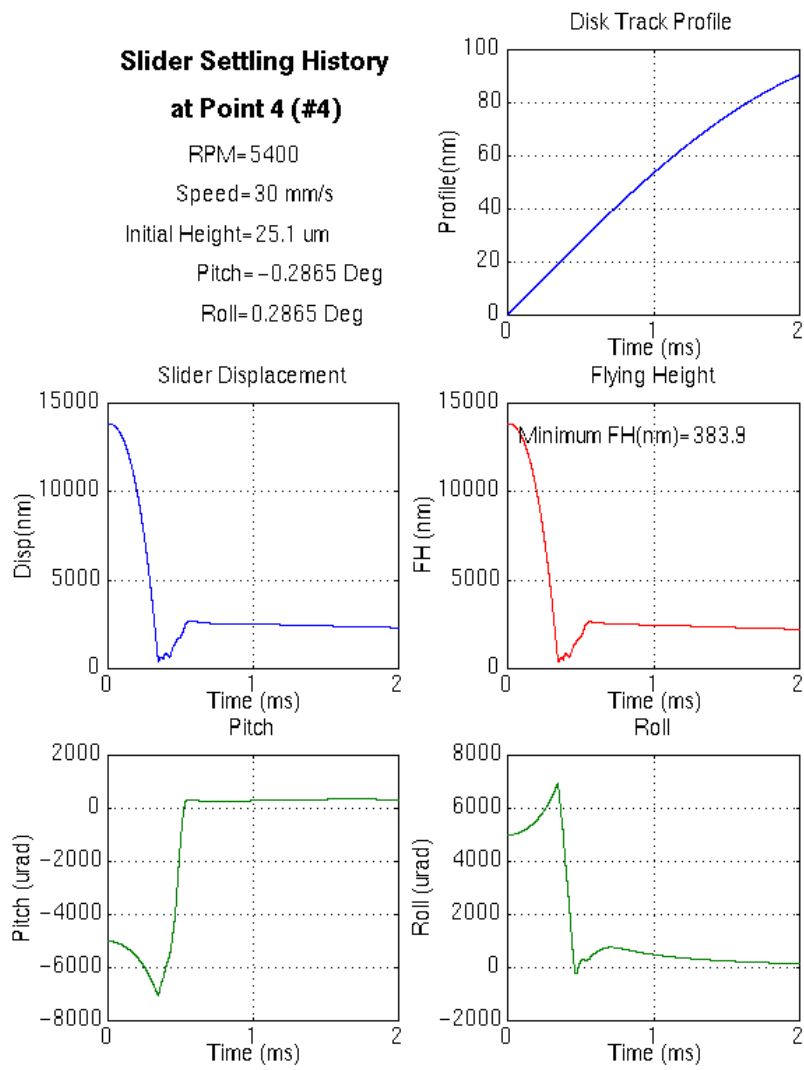 Slider Settling History
at Point 4 (#4)
RPM=5400
Speed=30 mm/s
Initial Height=25.1 um
Pitch=-0.2865 Deg
Roll=0.2865 Deg
Disk Track Profile
100
80
60
40
20
0
Profile(nm)
0 1 2
Time (ms)
Slider Displacement
15000
10000
5000
0
Disp(nm)
0 1 2
Time (ms)
Flying Height
Minimum FH(nm)=383.9
15000
10000
5000
0
FH (nm)
0 1 2
Time (ms)
Pitch
2000
0
-2000
-4000
-6000
-8000
Pitch (urad)
0 1 2
Time (ms)
Roll
8000
6000
4000
2000
0
-2000
Roll (urad)
0 1 2
Time (ms)